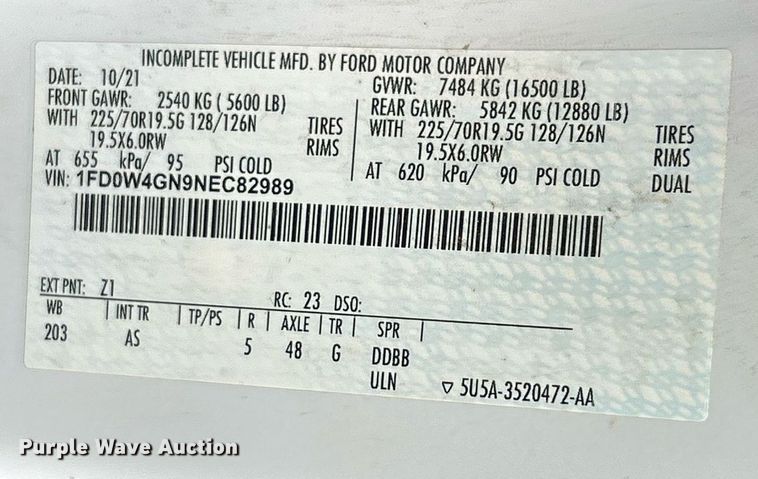 INCOMPLETE VEHICLE MFD. BY FORD MOTOR COMPANY
DATE: 10/21 GVWR: 7484 KG (16500 LB)
FRONT GAWR: 2540 KG ( 5600 LB) REAR GAWR: 5842 KG (12880 LB)
WITH 225/70R19.5G 128/126N TIRES WITH 225/70R19.5G 128/126N TIRES
19.5X6.0RW RIMS 19.5X6.0RW RIMS
AT 655 kPa/ 95 PSI COLD AT 620 kPa/ 90 PSI COLD DUAL
VIN: 1FD0W4GN9NEC82989
EXT PNT: Z1 RC: 23 DSO:
WB INT TR TP/PS R AXLE TR SPR
203 AS 5 48 G DDBB
ULN ▽ 5U5A-3520472-AA
Purple Wave Auction